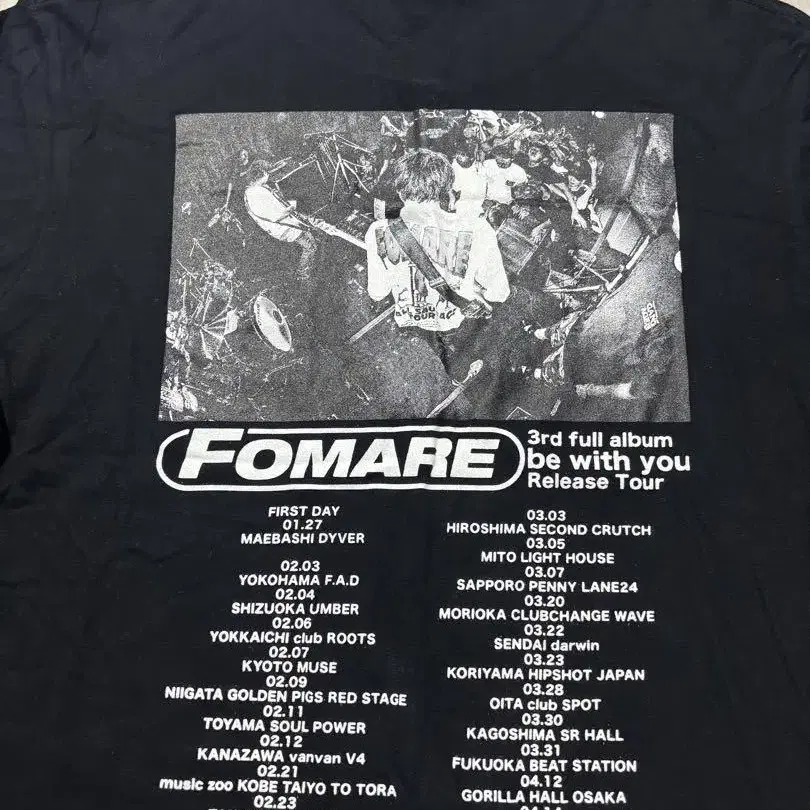 FOMARE
3rd full album
be with you
Release Tour
FIRST DAY
01.27
MAEBASHI DYVER
02.03
YOKOHAMA F.A.D
02.04
SHIZUOKA UMBER
02.06
YOKKAICHI club ROOTS
02.07
KYOTO MUSE
02.09
NIIGATA GOLDEN PIGS RED STAGE
02.11
TOYAMA SOUL POWER
02.12
KANAZAWA vanvan V4
02.21
music zoo KOBE TAIYO TO TORA
02.23
03.03
HIROSHIMA SECOND CRUTCH
03.05
MITO LIGHT HOUSE
03.07
SAPPORO PENNY LANE24
03.20
MORIOKA CLUBCHANGE WAVE
03.22
SENDAI darwin
03.23
KORIYAMA HIPSHOT JAPAN
03.28
OITA club SPOT
03.30
KAGOSHIMA SR HALL
03.31
FUKUOKA BEAT STATION
04.12
GORILLA HALL OSAKA